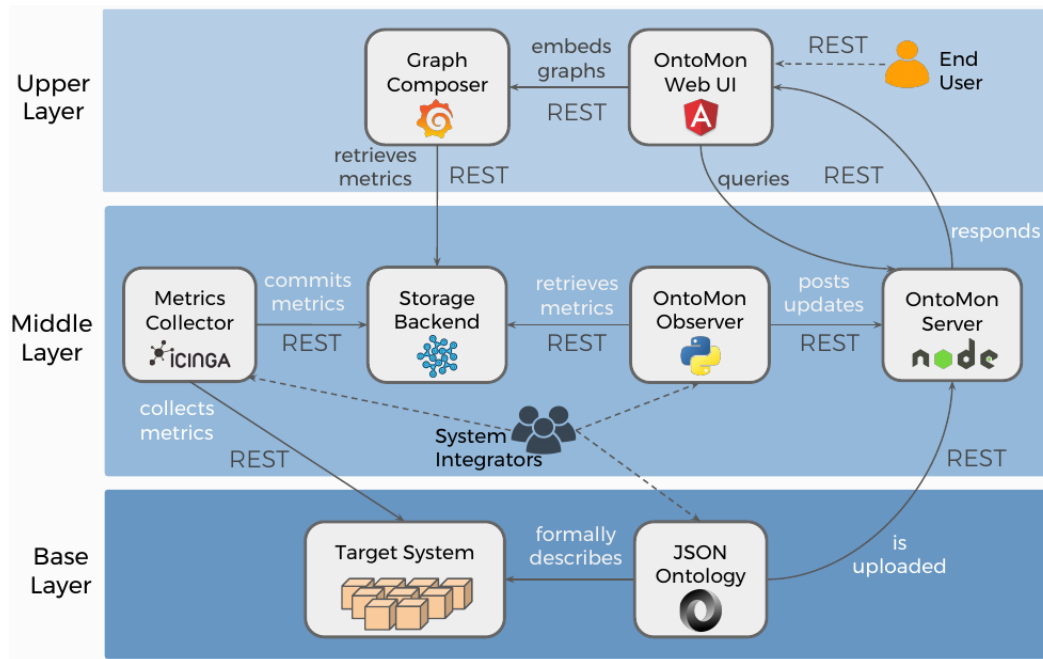 Upper
Layer
Graph
Composer
embeds
graphs
REST
OntoMon
Web UI
REST
End
User
retrieves
metrics
REST
queries
REST
responds
Middle
Layer
Metrics
Collector
ICINGA
commits
metrics
REST
Storage
Backend
retrieves
metrics
REST
OntoMon
Observer
posts
updates
REST
OntoMon
Server
node
collects
metrics
REST
System
Integrators
REST
Base
Layer
Target System
formally
describes
JSON
Ontology
is
uploaded